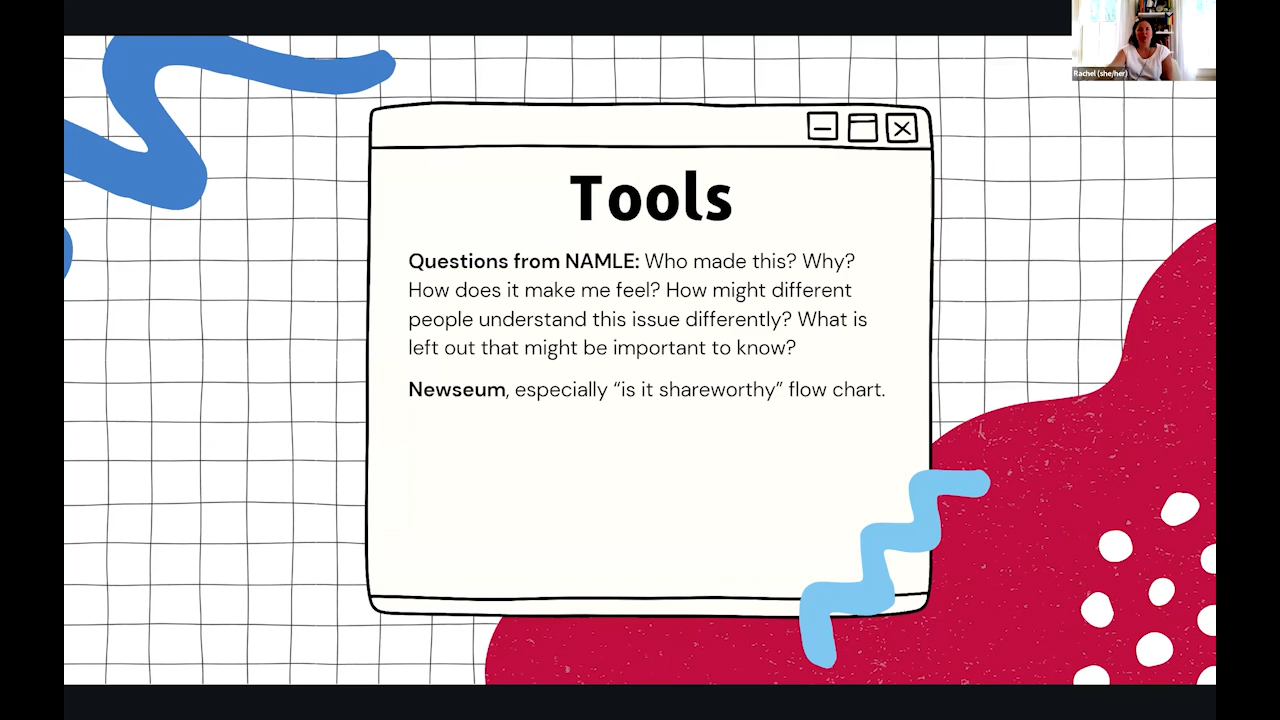 Rachel (she/her)
Tools
Questions from NAMLE: Who made this? Why?
How does it make me feel? How might different
people understand this issue differently? What is
left out that might be important to know?
Newseum, especially “is it shareworthy” flow chart.